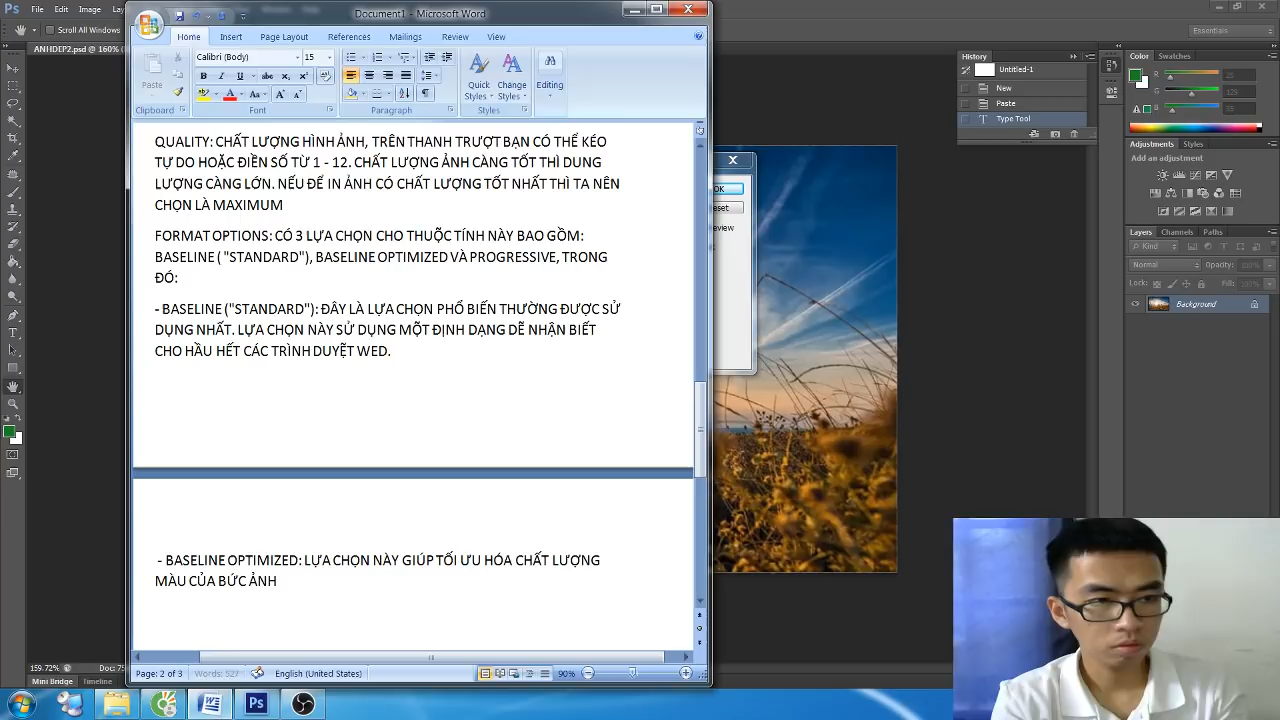 Document1 - Microsoft Word
Ps File Edit Image
Home Insert Page Layout References Mailings Review View
Scroll All Windows
Essentials
Calibri (Body) 15
Paste
Quick Styles
Change Styles
Editing
Clipboard Font Paragraph Styles
QUALITY: CHẤT LƯỢNG HÌNH ẢNH, TRÊN THANH TRƯỢT BẠN CÓ THỂ KÉO
TỰ DO HOẶC ĐIỀN SỐ TỪ 1 - 12. CHẤT LƯỢNG ẢNH CÀNG TỐT THÌ DUNG
LƯỢNG CÀNG LỚN. NẾU ĐỂ IN ẢNH CÓ CHẤT LƯỢNG TỐT NHẤT THÌ TA NÊN
CHỌN LÀ MAXIMUM
FORMAT OPTIONS: CÓ 3 LỰA CHỌN CHO THUỘC TÍNH NÀY BAO GỒM:
BASELINE ( "STANDARD"), BASELINE OPTIMIZED VÀ PROGRESSIVE, TRONG
ĐÓ:
- BASELINE ("STANDARD"): ĐÂY LÀ LỰA CHỌN PHỔ BIẾN THƯỜNG ĐƯỢC SỬ
DỤNG NHẤT. LỰA CHỌN NÀY SỬ DỤNG MỘT ĐỊNH DẠNG DỄ NHẬN BIẾT
CHO HẦU HẾT CÁC TRÌNH DUYỆT WED.
- BASELINE OPTIMIZED: LỰA CHỌN NÀY GIÚP TỐI ƯU HÓA CHẤT LƯỢNG
MÀU CỦA BỨC ẢNH
Page: 2 of 3 Words: 527 English (United States) 90%
159.72%
Mini Bridge Timeline
History
Untitled-1
New
Paste
Type Tool
Color Swatches
R
G
B
Adjustments Styles
Add an adjustment
Layers Channels Paths
Kind
Normal Opacity:
Lock: Fill:
Background